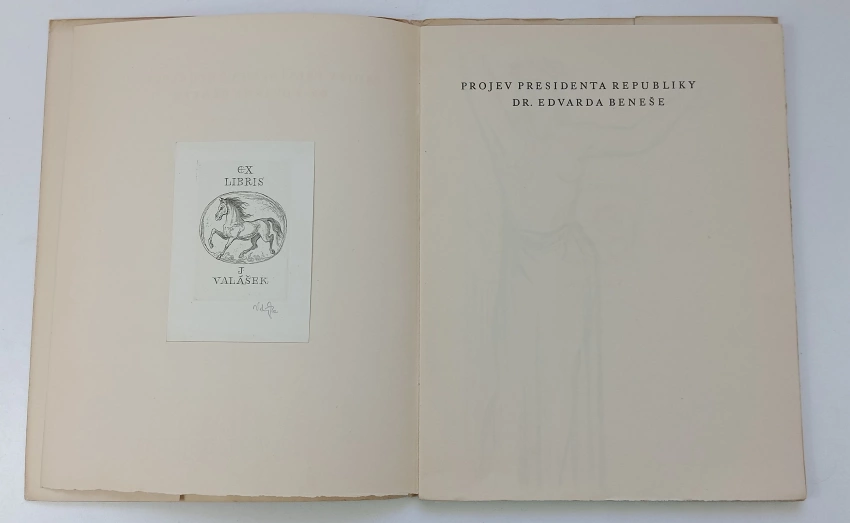 EX
LIBRIS
J
VALÁŠEK
PROJEV PRESIDENTA REPUBLIKY
DR. EDVARDA BENEŠE